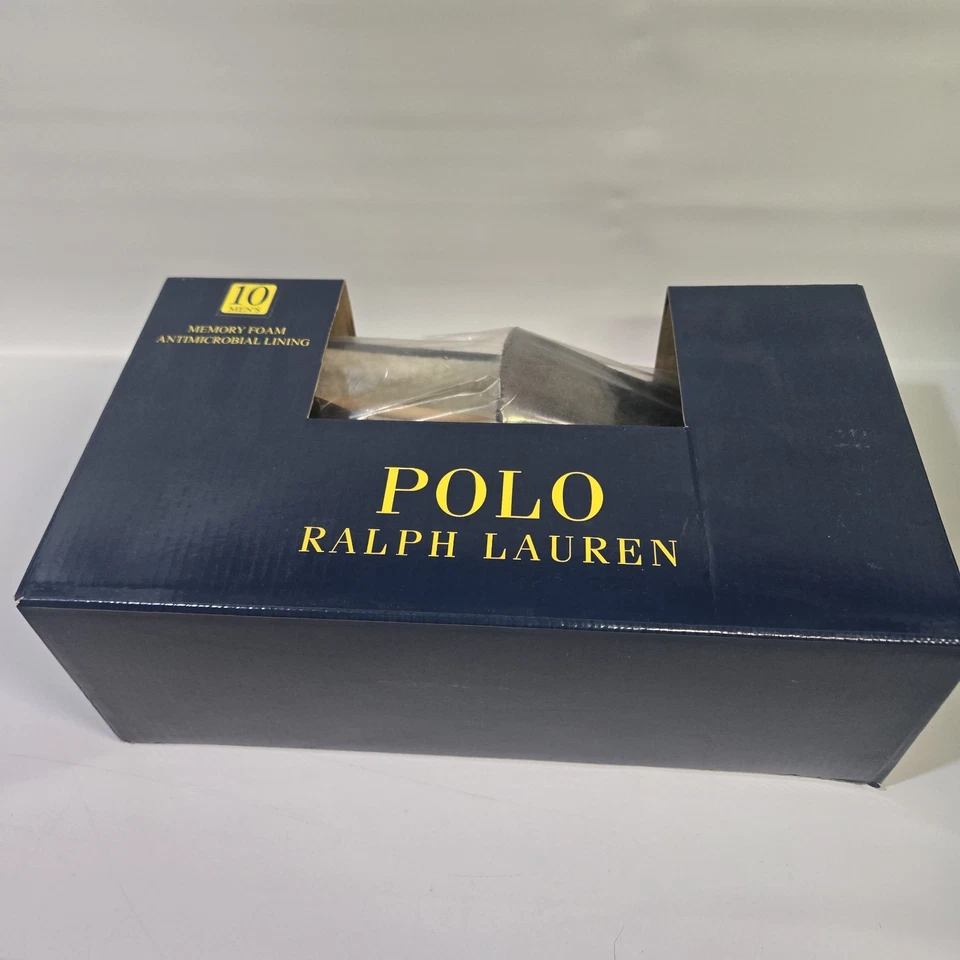 10
MEN'S
MEMORY FOAM
ANTIMICROBIAL LINING
POLO
RALPH LAUREN